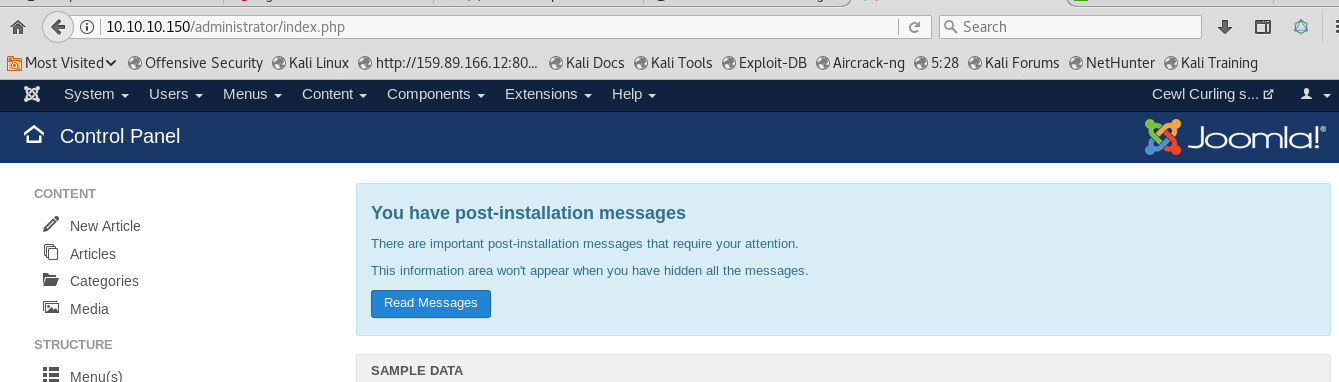 10.10.10.150/administrator/index.php
Search
Most Visited Offensive Security Kali Linux http://159.89.166.12:80... Kali Docs Kali Tools Exploit-DB Aircrack-ng 5:28 Kali Forums NetHunter Kali Training
System Users Menus Content Components Extensions Help Cewl Curling s...
Control Panel Joomla!®
CONTENT
New Article
Articles
Categories
Media
STRUCTURE
Menu(s)
You have post-installation messages
There are important post-installation messages that require your attention.
This information area won't appear when you have hidden all the messages.
Read Messages
SAMPLE DATA